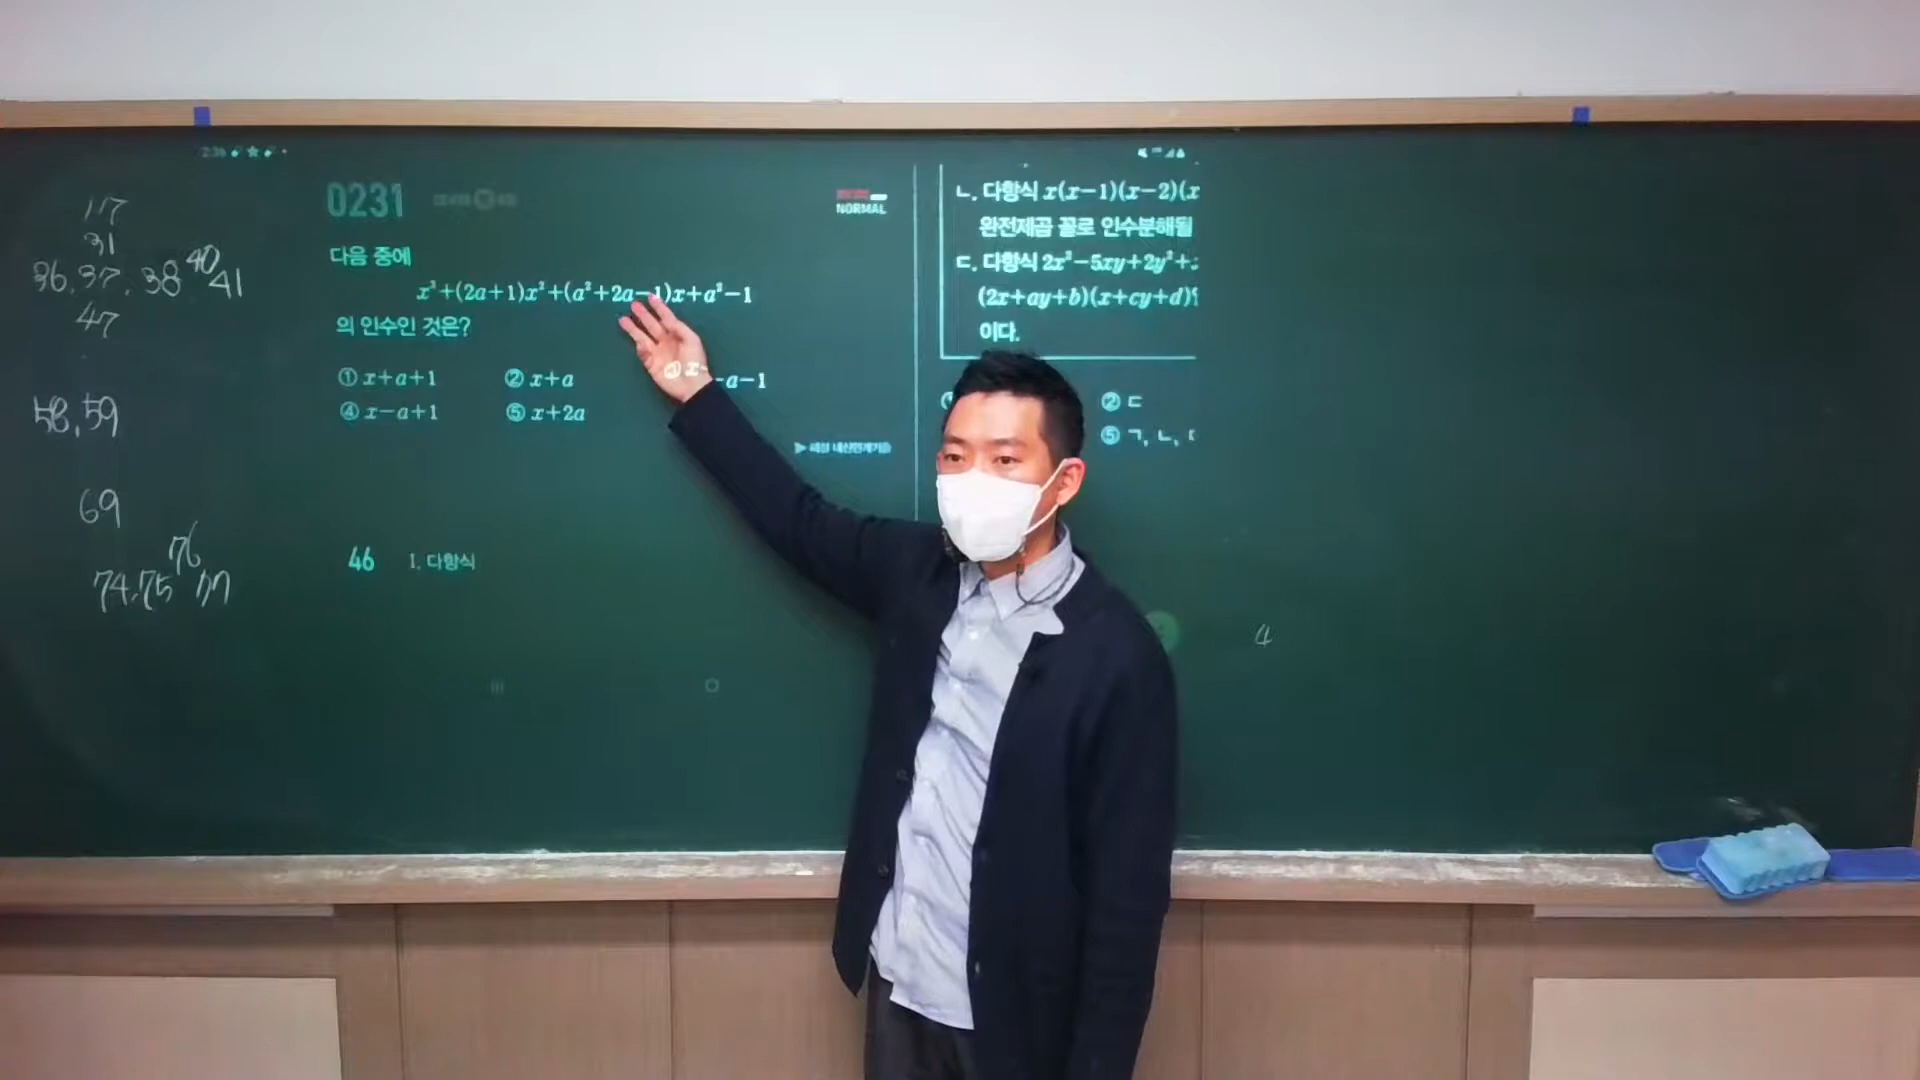 17
31
36.37.38 40 41
47
58.59
69
76
74.75 77
0231
NORMAL
다음 중에
x³+(2a+1)x²+(a²+2a-1)x+a²-1
의 인수인 것은?
① x+a+1 ② x+a -a-1
④ x-a+1 ⑤ x+2a
46 1. 다항식
ㄴ. 다항식 x(x-1)(x-2)(x
완전제곱 꼴로 인수분해될
ㄷ. 다항식 2x²-5xy+2y²+
(2x+ay+b)(x+cy+d)
이다.
② ㄷ
⑤ ㄱ, ㄴ,
4